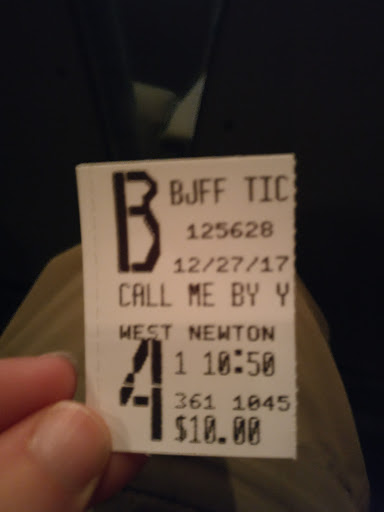 B BJFF TIC
125628
12/27/17
CALL ME BY Y
WEST NEWTON
4 1 10:50
361 1045
$10.00